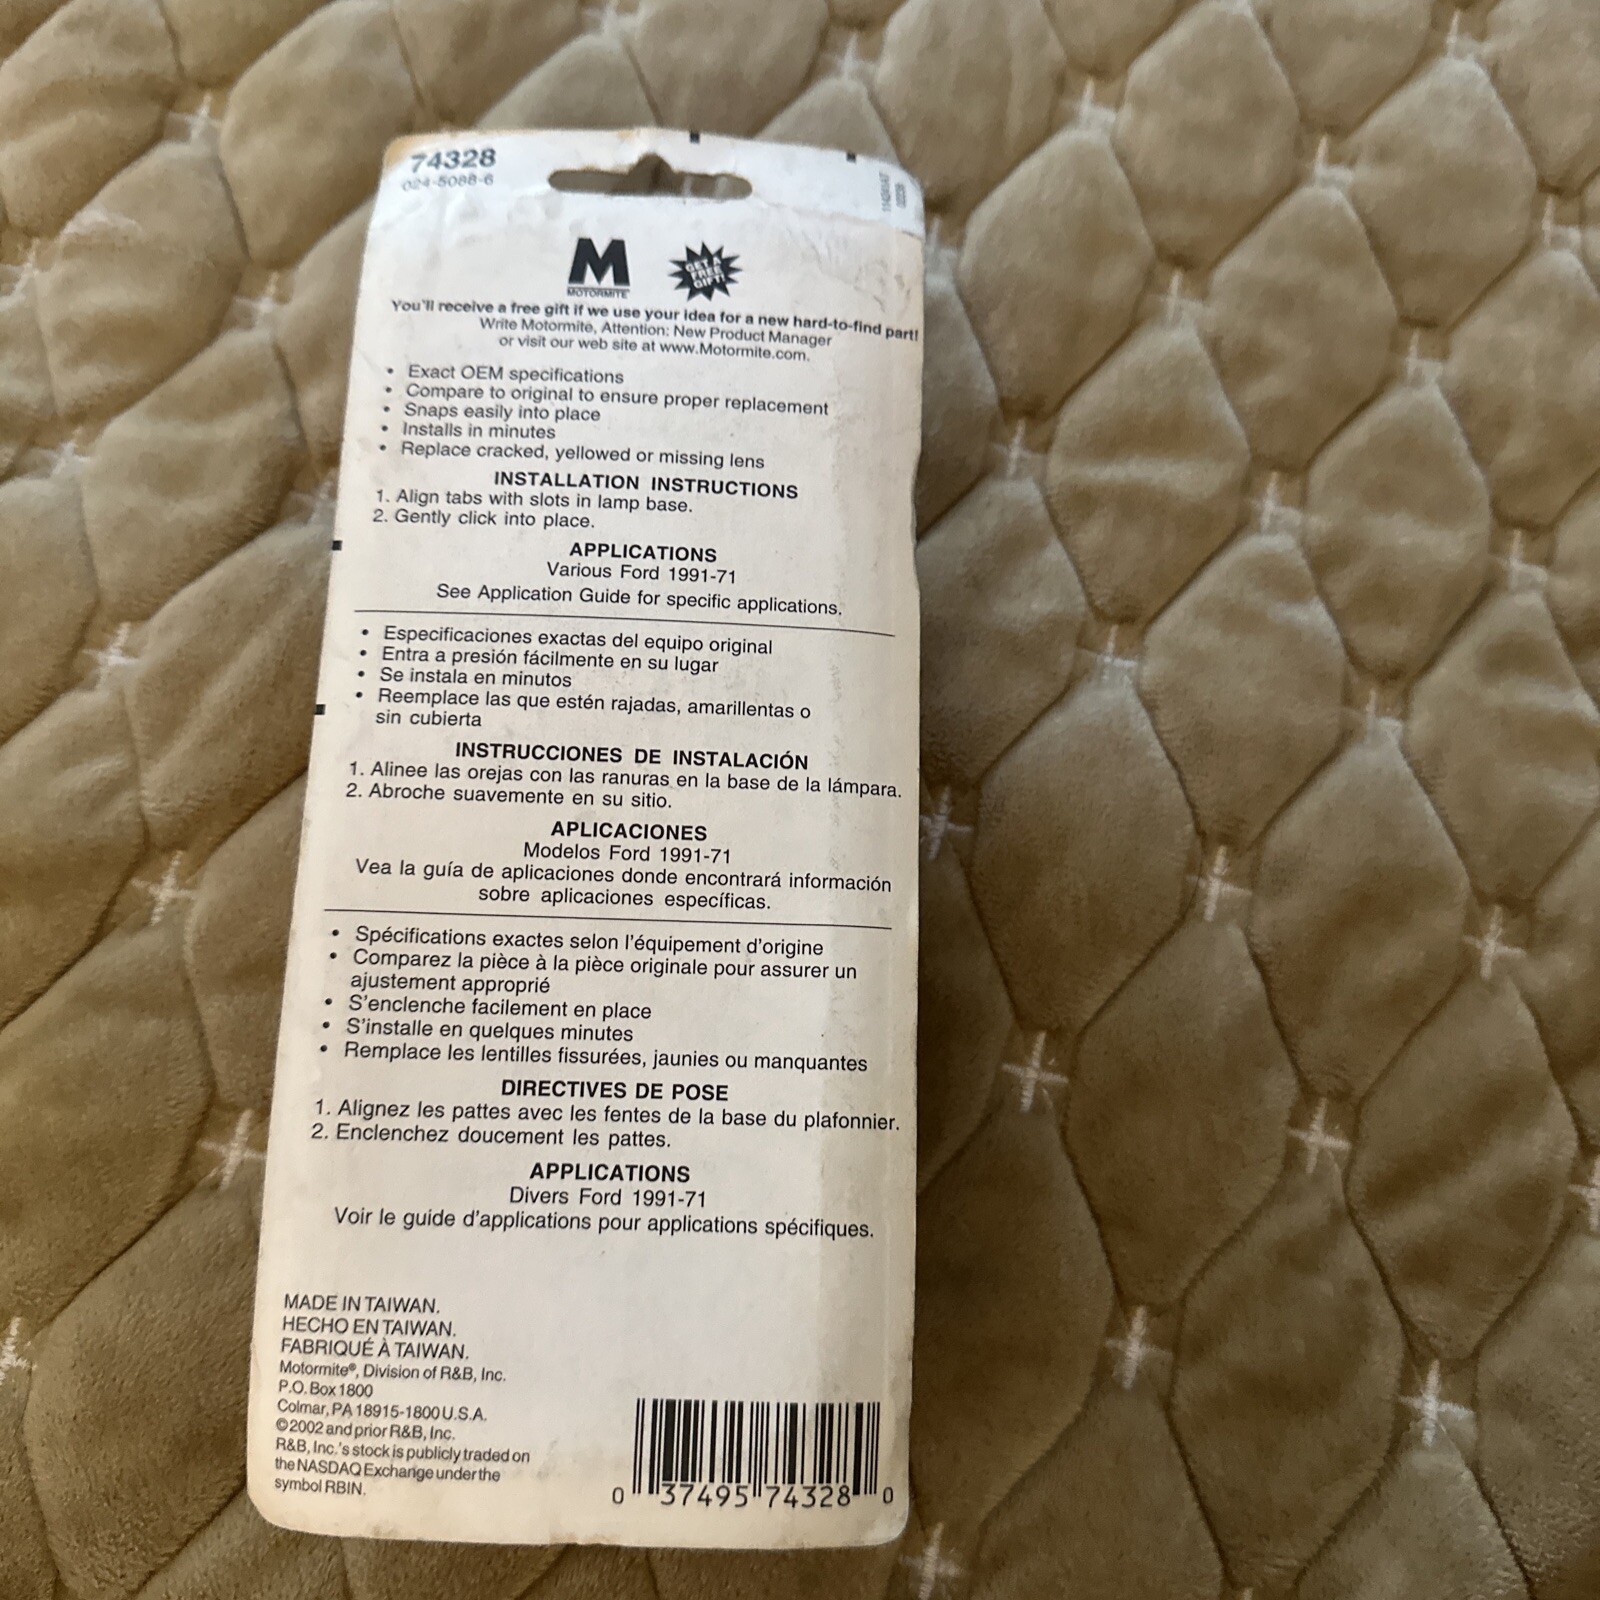 74328
024-5088-6
M
MOTORMITE
GET A
FREE
GIFT!
You'll receive a free gift if we use your idea for a new hard-to-find part!
Write Motormite, Attention: New Product Manager
or visit our web site at www.Motormite.com.
• Exact OEM specifications
• Compare to original to ensure proper replacement
• Snaps easily into place
• Installs in minutes
• Replace cracked, yellowed or missing lens
INSTALLATION INSTRUCTIONS
1. Align tabs with slots in lamp base.
2. Gently click into place.
APPLICATIONS
Various Ford 1991-71
See Application Guide for specific applications.
• Especificaciones exactas del equipo original
• Entra a presión fácilmente en su lugar
• Se instala en minutos
• Reemplace las que estén rajadas, amarillentas o
sin cubierta
INSTRUCCIONES DE INSTALACIÓN
1. Alinee las orejas con las ranuras en la base de la lámpara.
2. Abroche suavemente en su sitio.
APLICACIONES
Modelos Ford 1991-71
Vea la guía de aplicaciones donde encontrará información
sobre aplicaciones específicas.
• Spécifications exactes selon l'équipement d'origine
• Comparez la pièce à la pièce originale pour assurer un
ajustement approprié
• S'enclenche facilement en place
• S'installe en quelques minutes
• Remplace les lentilles fissurées, jaunies ou manquantes
DIRECTIVES DE POSE
1. Alignez les pattes avec les fentes de la base du plafonnier.
2. Enclenchez doucement les pattes.
APPLICATIONS
Divers Ford 1991-71
Voir le guide d'applications pour applications spécifiques.
MADE IN TAIWAN.
HECHO EN TAIWAN.
FABRIQUÉ À TAIWAN.
Motormite®, Division of R&B, Inc.
P.O. Box 1800
Colmar, PA 18915-1800 U.S.A.
©2002 and prior R&B, Inc.
R&B, Inc.'s stock is publicly traded on
the NASDAQ Exchange under the
symbol RBIN.
0 37495 74328 0